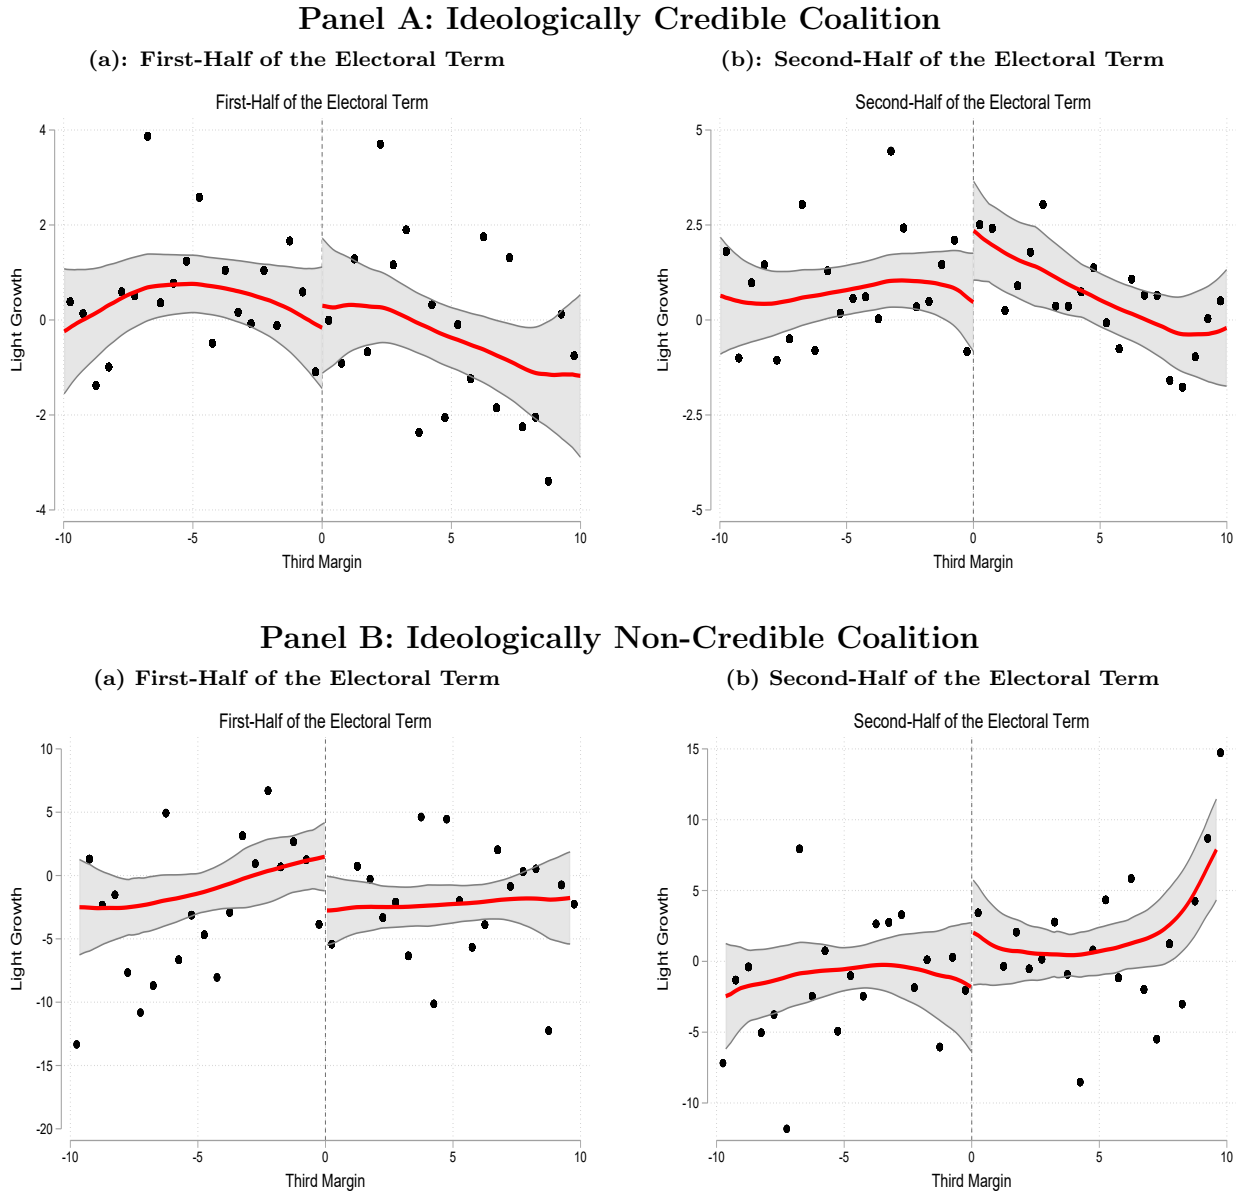 Panel A: Ideologically Credible Coalition
(a): First-Half of the Electoral Term
(b): Second-Half of the Electoral Term
First-Half of the Electoral Term
4
2
0
-2
-4
Light Growth
-10 -5 0 5 10
Third Margin
Second-Half of the Electoral Term
5
2.5
0
-2.5
-5
Light Growth
-10 -5 0 5 10
Third Margin
Panel B: Ideologically Non-Credible Coalition
(a) First-Half of the Electoral Term
(b) Second-Half of the Electoral Term
First-Half of the Electoral Term
10
5
0
-5
-10
-15
-20
Light Growth
-10 -5 0 5 10
Third Margin
Second-Half of the Electoral Term
15
10
5
0
-5
-10
Light Growth
-10 -5 0 5 10
Third Margin